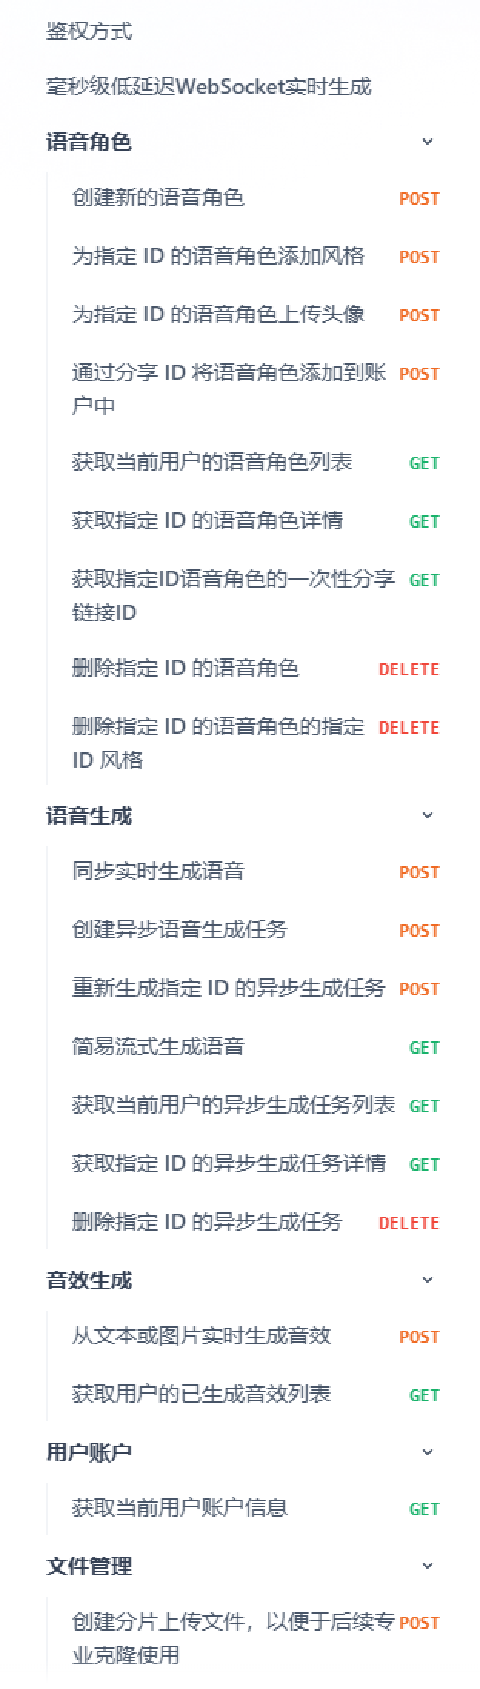 鉴权方式
毫秒级低延迟WebSocket实时生成
语音角色
创建新的语音角色 POST
为指定 ID 的语音角色添加风格 POST
为指定 ID 的语音角色上传头像 POST
通过分享 ID 将语音角色添加到账 POST
户中
获取当前用户的语音角色列表 GET
获取指定 ID 的语音角色详情 GET
获取指定ID语音角色的一次性分享 GET
链接ID
删除指定 ID 的语音角色 DELETE
删除指定 ID 的语音角色的指定 DELETE
ID 风格
语音生成
同步实时生成语音 POST
创建异步语音生成任务 POST
重新生成指定 ID 的异步生成任务 POST
简易流式生成语音 GET
获取当前用户的异步生成任务列表 GET
获取指定 ID 的异步生成任务详情 GET
删除指定 ID 的异步生成任务 DELETE
音效生成
从文本或图片实时生成音效 POST
获取用户的已生成音效列表 GET
用户账户
获取当前用户账户信息 GET
文件管理
创建分片上传文件，以便于后续专 POST
业克隆使用